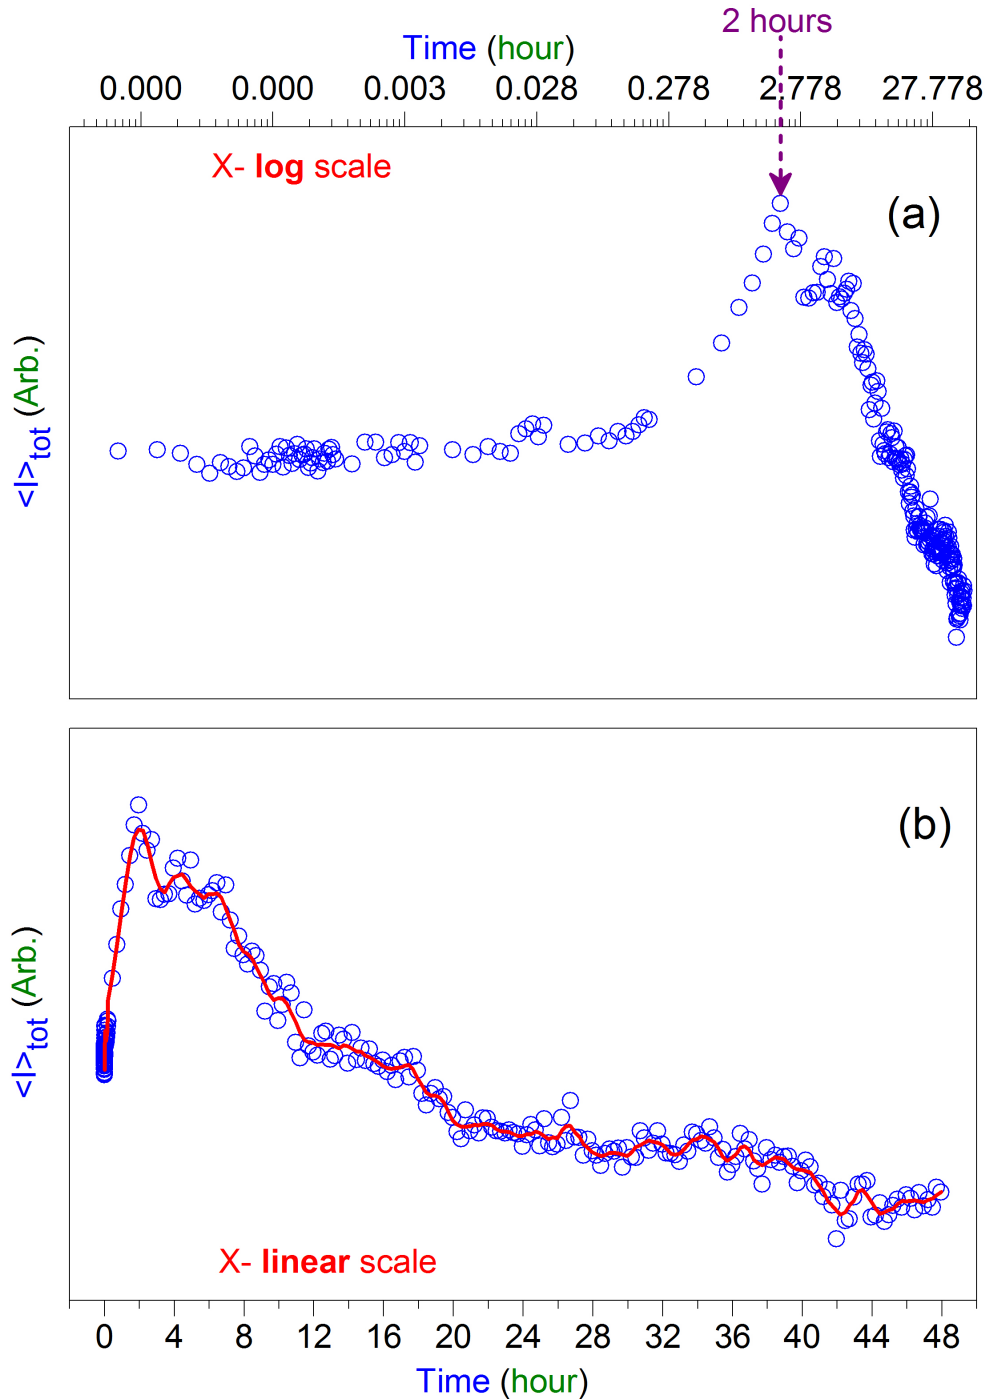 2 hours
Time (hour)
0.000 0.000 0.003 0.028 0.278 2.778 27.778
X- log scale
(a)
<I>tot (Arb.)
(b)
<I>tot (Arb.)
X- linear scale
0 4 8 12 16 20 24 28 32 36 40 44 48
Time (hour)